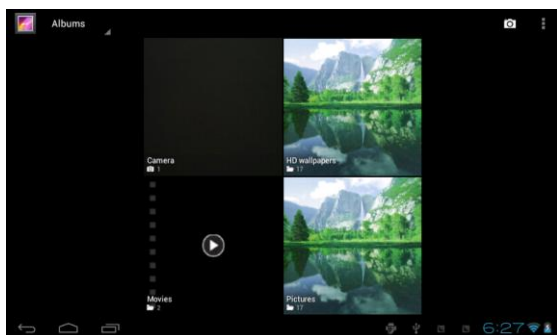 Albums
Camera
1
HD wallpapers
17
Movies
2
Pictures
17
6:27